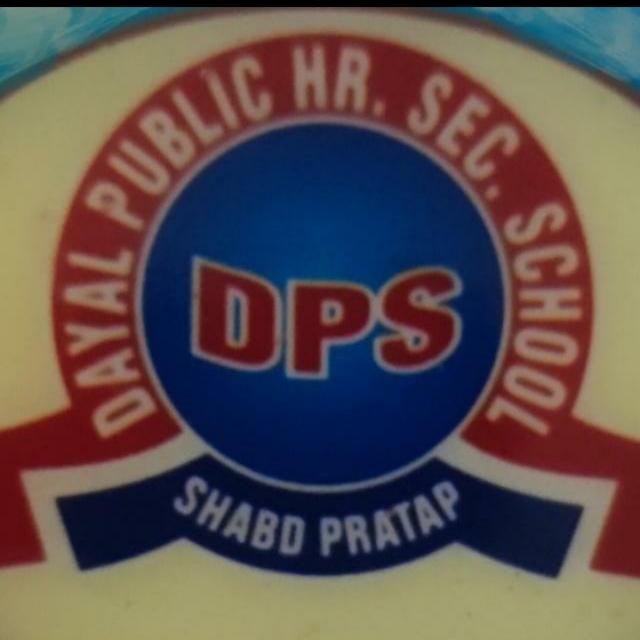 DAYAL PUBLIC HR. SEC. SCHOOL
DPS
SHABD PRATAP